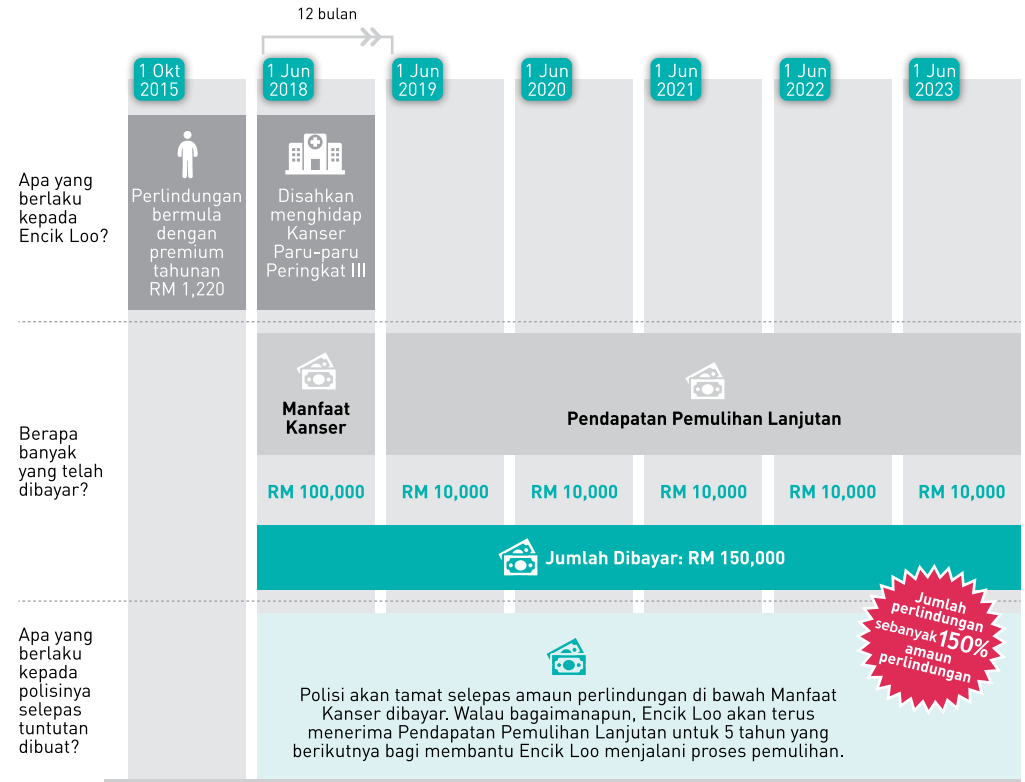 12 bulan
1 Okt
2015
1 Jun
2018
1 Jun
2019
1 Jun
2020
1 Jun
2021
1 Jun
2022
1 Jun
2023
Apa yang
berlaku
kepada
Encik Loo?
Perlindungan
bermula
dengan
premium
tahunan
RM 1,220
Disahkan
menghidap
Kanser
Paru-paru
Peringkat III
Berapa
banyak
yang telah
dibayar?
Manfaat
Kanser
Pendapatan Pemulihan Lanjutan
RM 100,000
RM 10,000
RM 10,000
RM 10,000
RM 10,000
RM 10,000
Jumlah Dibayar: RM 150,000
Jumlah
perlindungan
sebanyak 150%
amaun
perlindungan
Apa yang
berlaku
kepada
polisinya
selepas
tuntutan
dibuat?
Polisi akan tamat selepas amaun perlindungan di bawah Manfaat
Kanser dibayar. Walau bagaimanapun, Encik Loo akan terus
menerima Pendapatan Pemulihan Lanjutan untuk 5 tahun yang
berikutnya bagi membantu Encik Loo menjalani proses pemulihan.